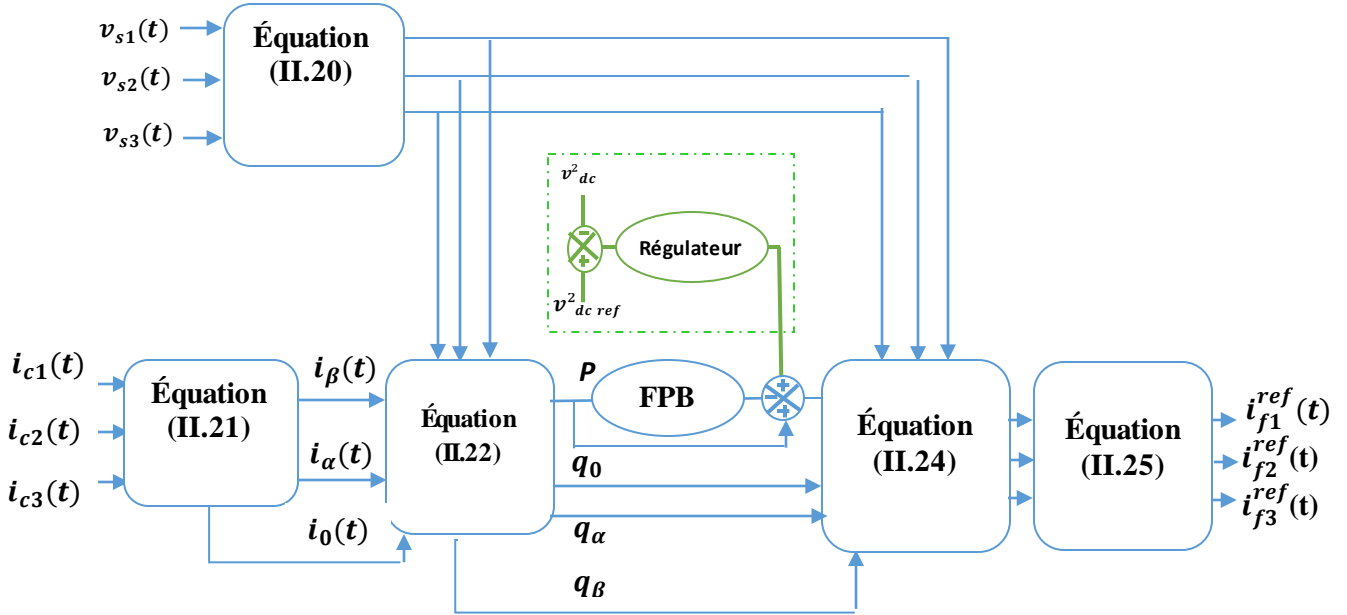 v_{s1}(t)
v_{s2}(t)
v_{s3}(t)
Équation
(II.20)
v^2_{dc}
−
+
Régulateur
v^2_{dc ref}
i_{c1}(t)
i_{c2}(t)
i_{c3}(t)
Équation
(II.21)
i_β(t)
i_α(t)
i_0(t)
Équation
(II.22)
P
FPB
+
−
+
q_0
q_α
q_β
Équation
(II.24)
Équation
(II.25)
i^{ref}_{f1}(t)
i^{ref}_{f2}(t)
i^{ref}_{f3}(t)